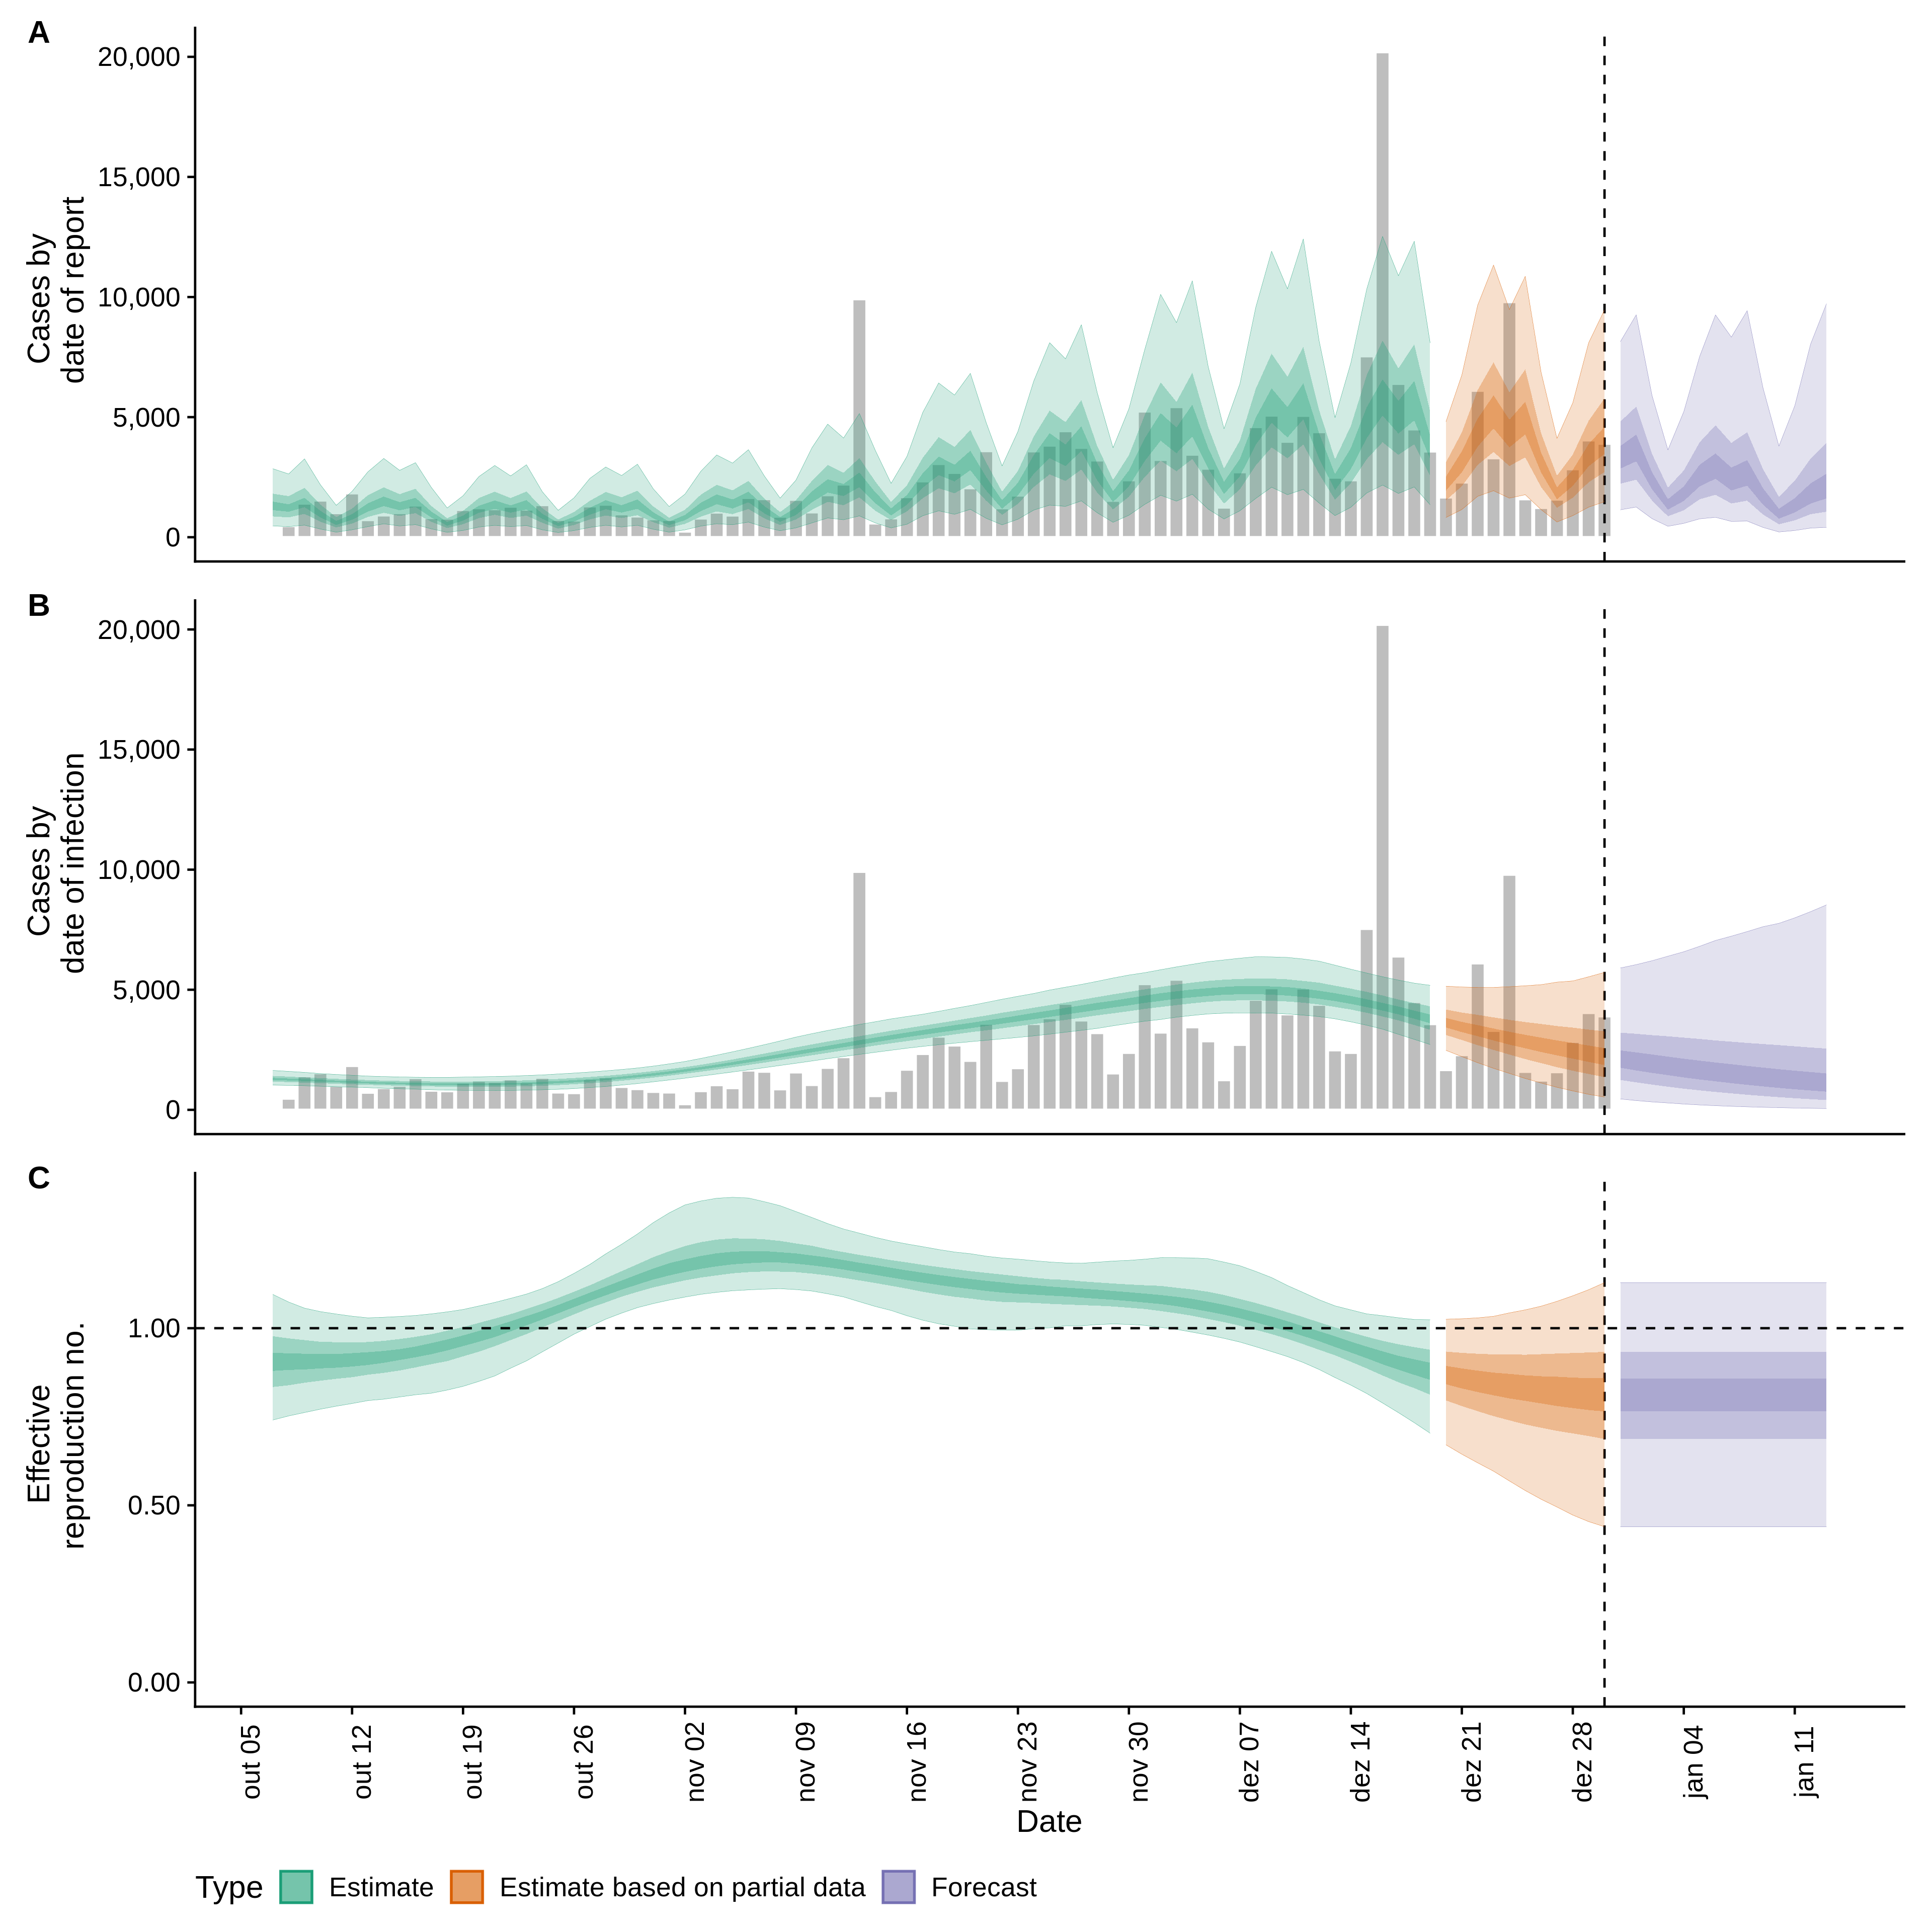 A
20,000
15,000
10,000
5,000
0
Cases by
date of report
B
20,000
15,000
10,000
5,000
0
Cases by
date of infection
C
1.00
0.50
0.00
Effective
reproduction no.
out 05
out 12
out 19
out 26
nov 02
nov 09
nov 16
nov 23
nov 30
dez 07
dez 14
dez 21
dez 28
jan 04
jan 11
Date
Type Estimate Estimate based on partial data Forecast